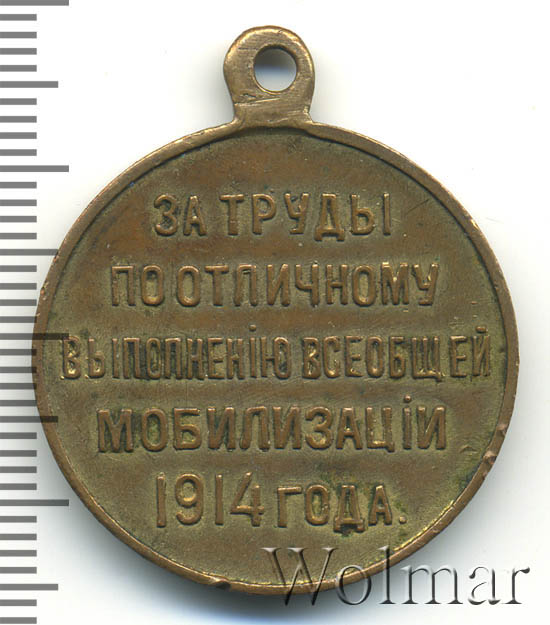 ЗА ТРУДЫ
ПО ОТЛИЧНОМУ
ВЫПОЛНЕНІЮ ВСЕОБЩЕЙ
МОБИЛИЗАЦІИ
1914 ГОДА.
Wolmar